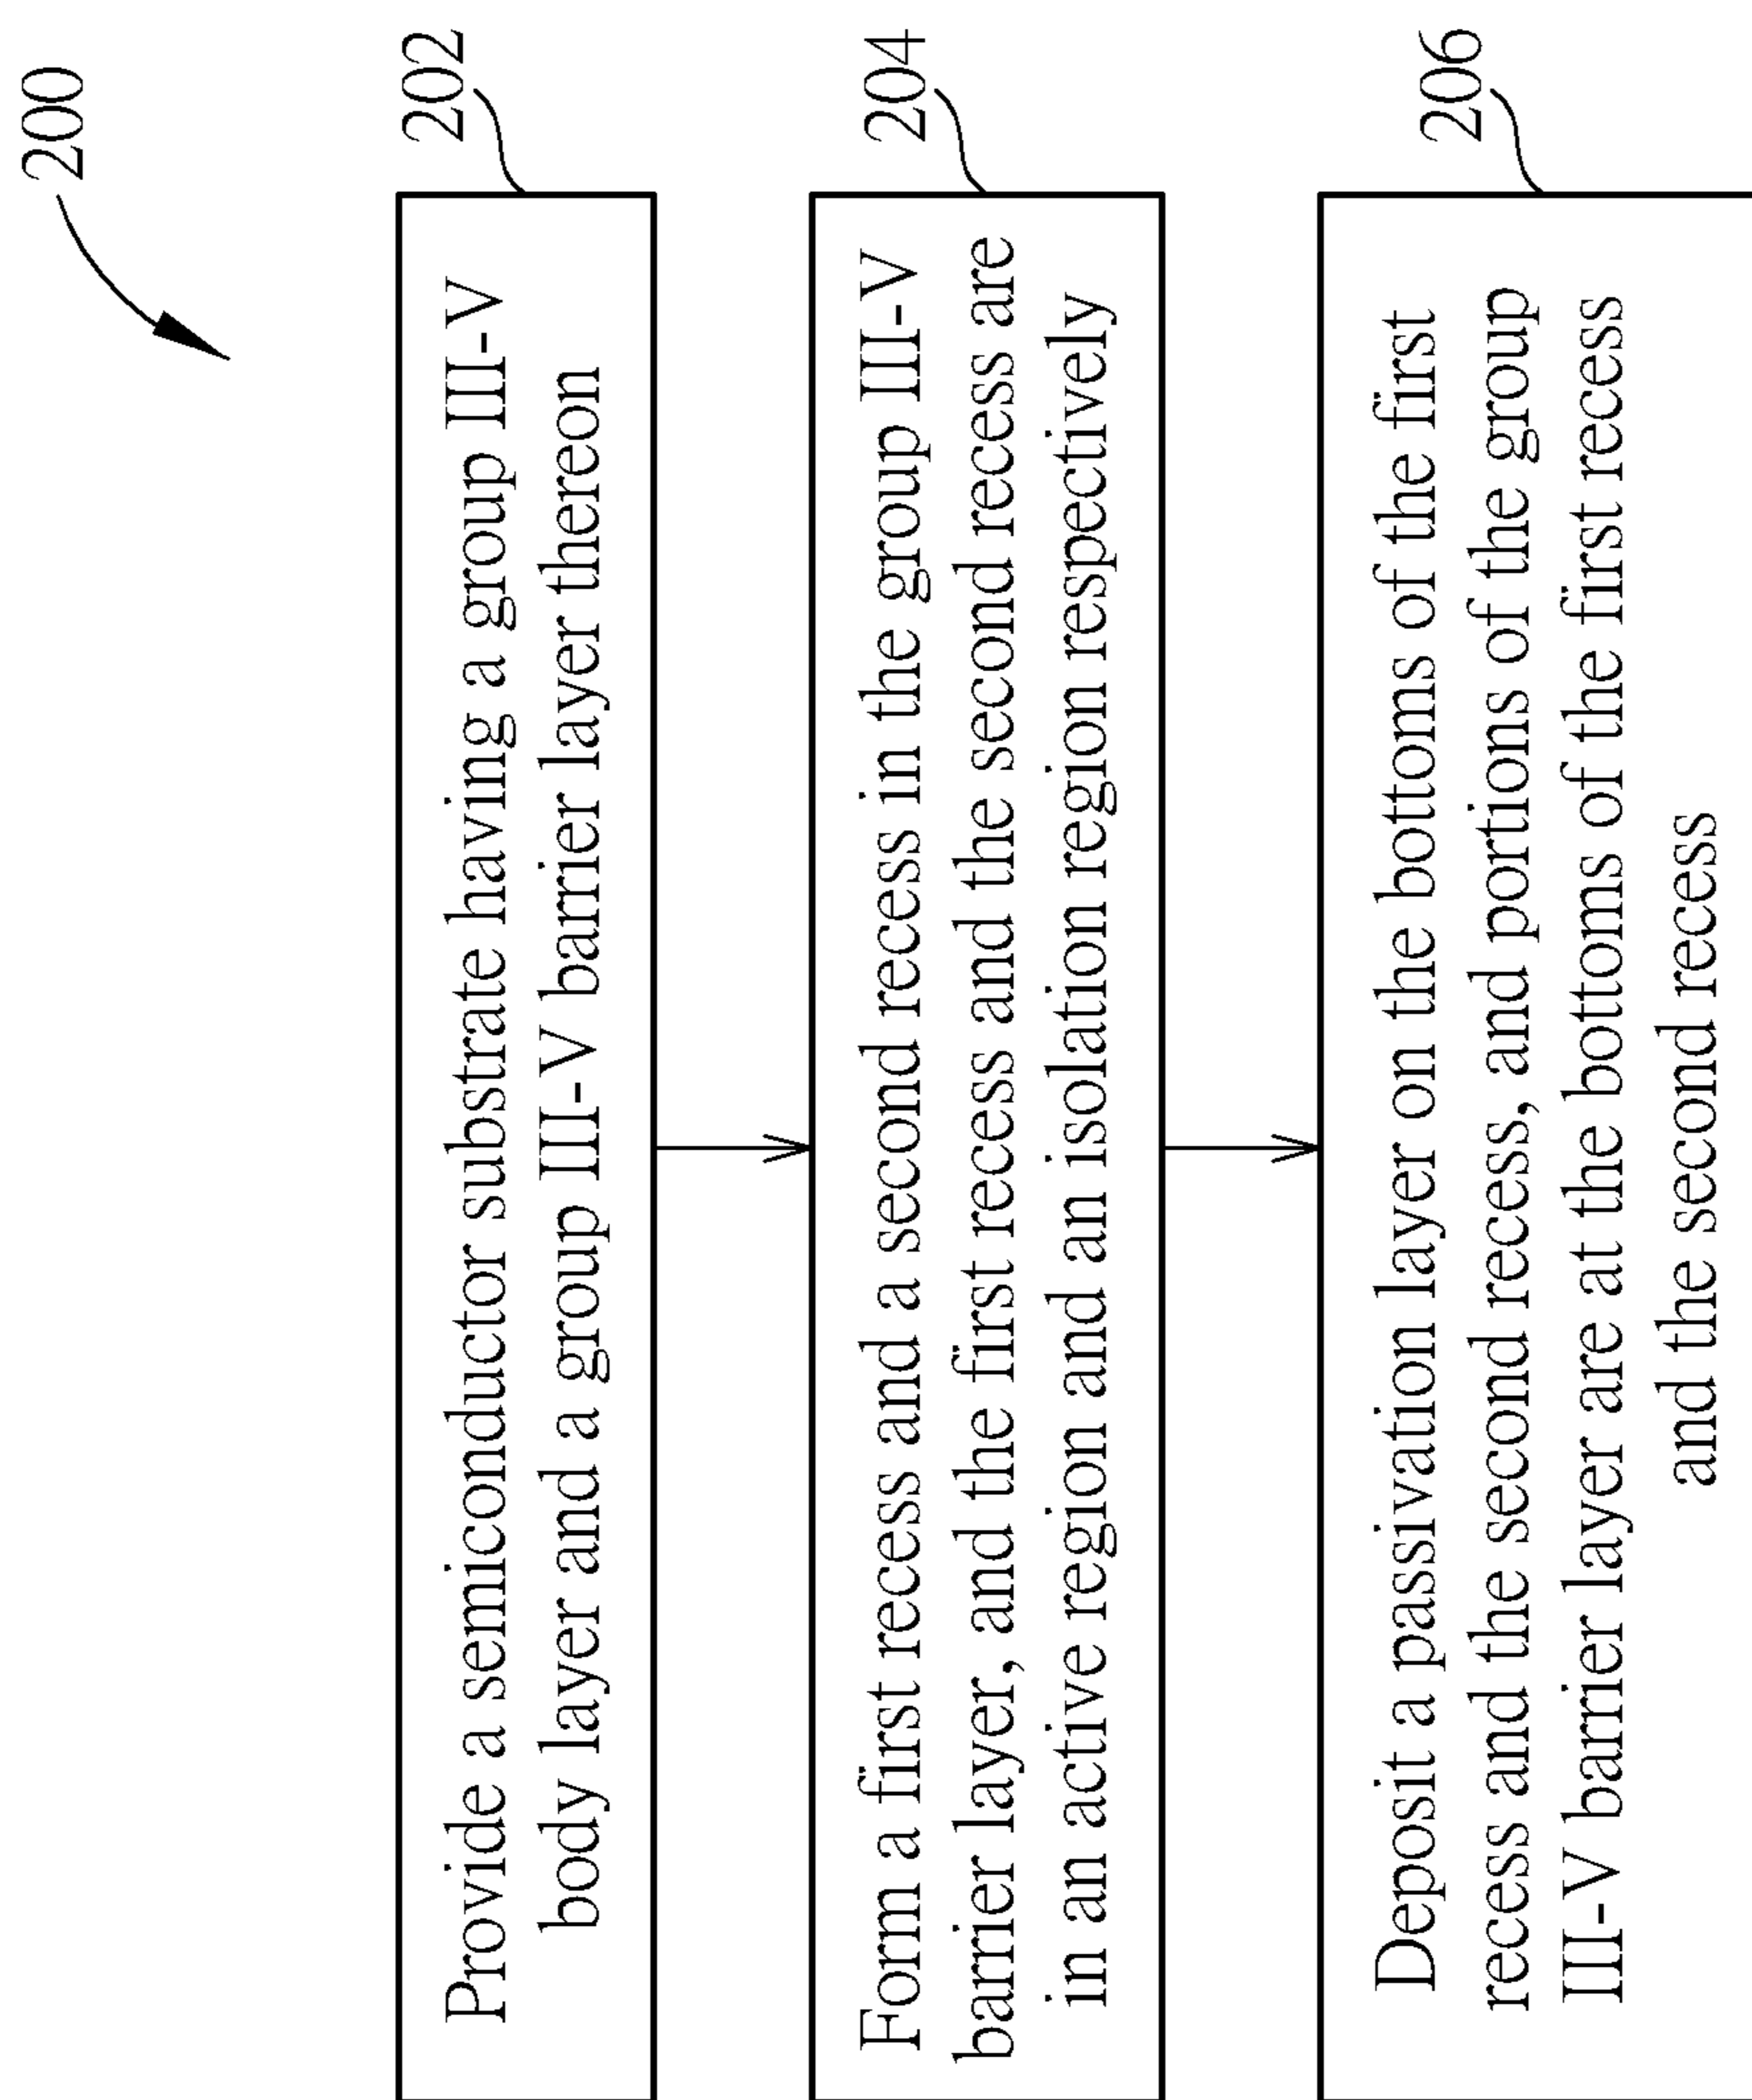 200
202
Provide a semiconductor substrate having a group III-V
body layer and a group III-V barrier layer thereon
204
Form a first recess and a second recess in the group III-V
barrier layer, and the first recess and the second recess are
in an active region and an isolation region respectively
206
Deposit a passivation layer on the bottoms of the first
recess and the second recess, and portions of the group
III-V barrier layer are at the bottoms of the first recess
and the second recess